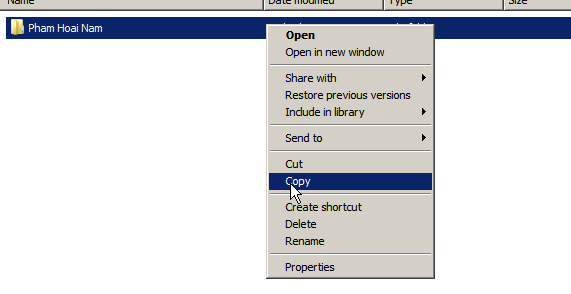 Name Date modified Type Size
Pham Hoai Nam
Open
Open in new window
Share with
Restore previous versions
Include in library
Send to
Cut
Copy
Create shortcut
Delete
Rename
Properties